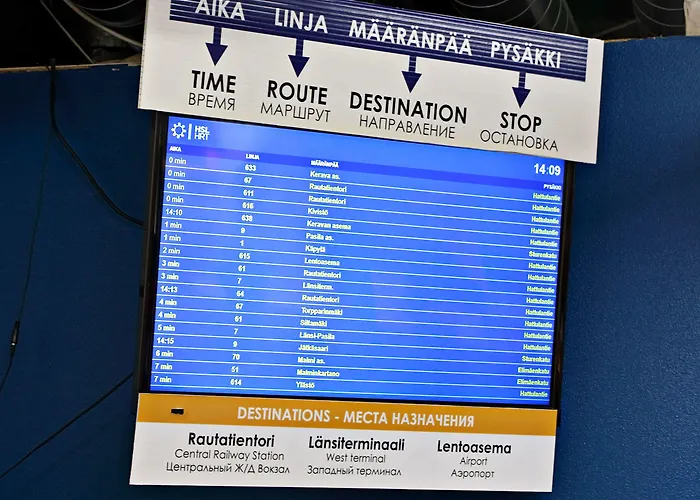 AIKA LINJA MÄÄRÄNPÄÄ PYSÄKKI
TIME ROUTE DESTINATION STOP
ВРЕМЯ МАРШРУТ НАПРАВЛЕНИЕ ОСТАНОВКА
HSL
HRT
14:09
AIKA LINJA MÄÄRÄNPÄÄ PYSÄKKI
0 min 633 Kerava as. Hattulantie
0 min 67 Rautatientori Hattulantie
0 min 611 Rautatientori Hattulantie
0 min 616 Kivistö Hattulantie
14:10 638 Keravan asema Hattulantie
1 min 9 Pasila as. Sturenkatu
1 min 1 Käpylä Hattulantie
2 min 615 Lentoasema Hattulantie
3 min 61 Rautatientori Hattulantie
3 min 7 Länsiterm. Hattulantie
14:13 64 Rautatientori Hattulantie
4 min 67 Torpparinmäki Hattulantie
4 min 61 Siltamäki Hattulantie
5 min 7 Länsi-Pasila Hattulantie
14:15 9 Jätkäsaari Sturenkatu
6 min 70 Malmi as. Elimäenkatu
7 min 51 Malminkartano Elimäenkatu
7 min 614 Ylästö Hattulantie
DESTINATIONS - МЕСТА НАЗНАЧЕНИЯ
Rautatientori Länsiterminaali Lentoasema
Central Railway Station West terminal Airport
Центральный Ж/Д Вокзал Западный терминал Аэропорт